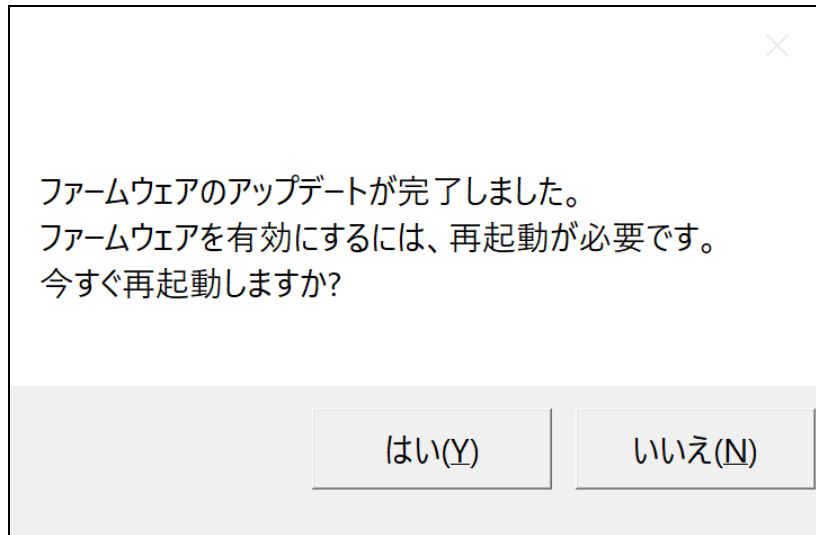 ファームウェアのアップデートが完了しました。
ファームウェアを有効にするには、再起動が必要です。
今すぐ再起動しますか?
はい(Y)
いいえ(N)